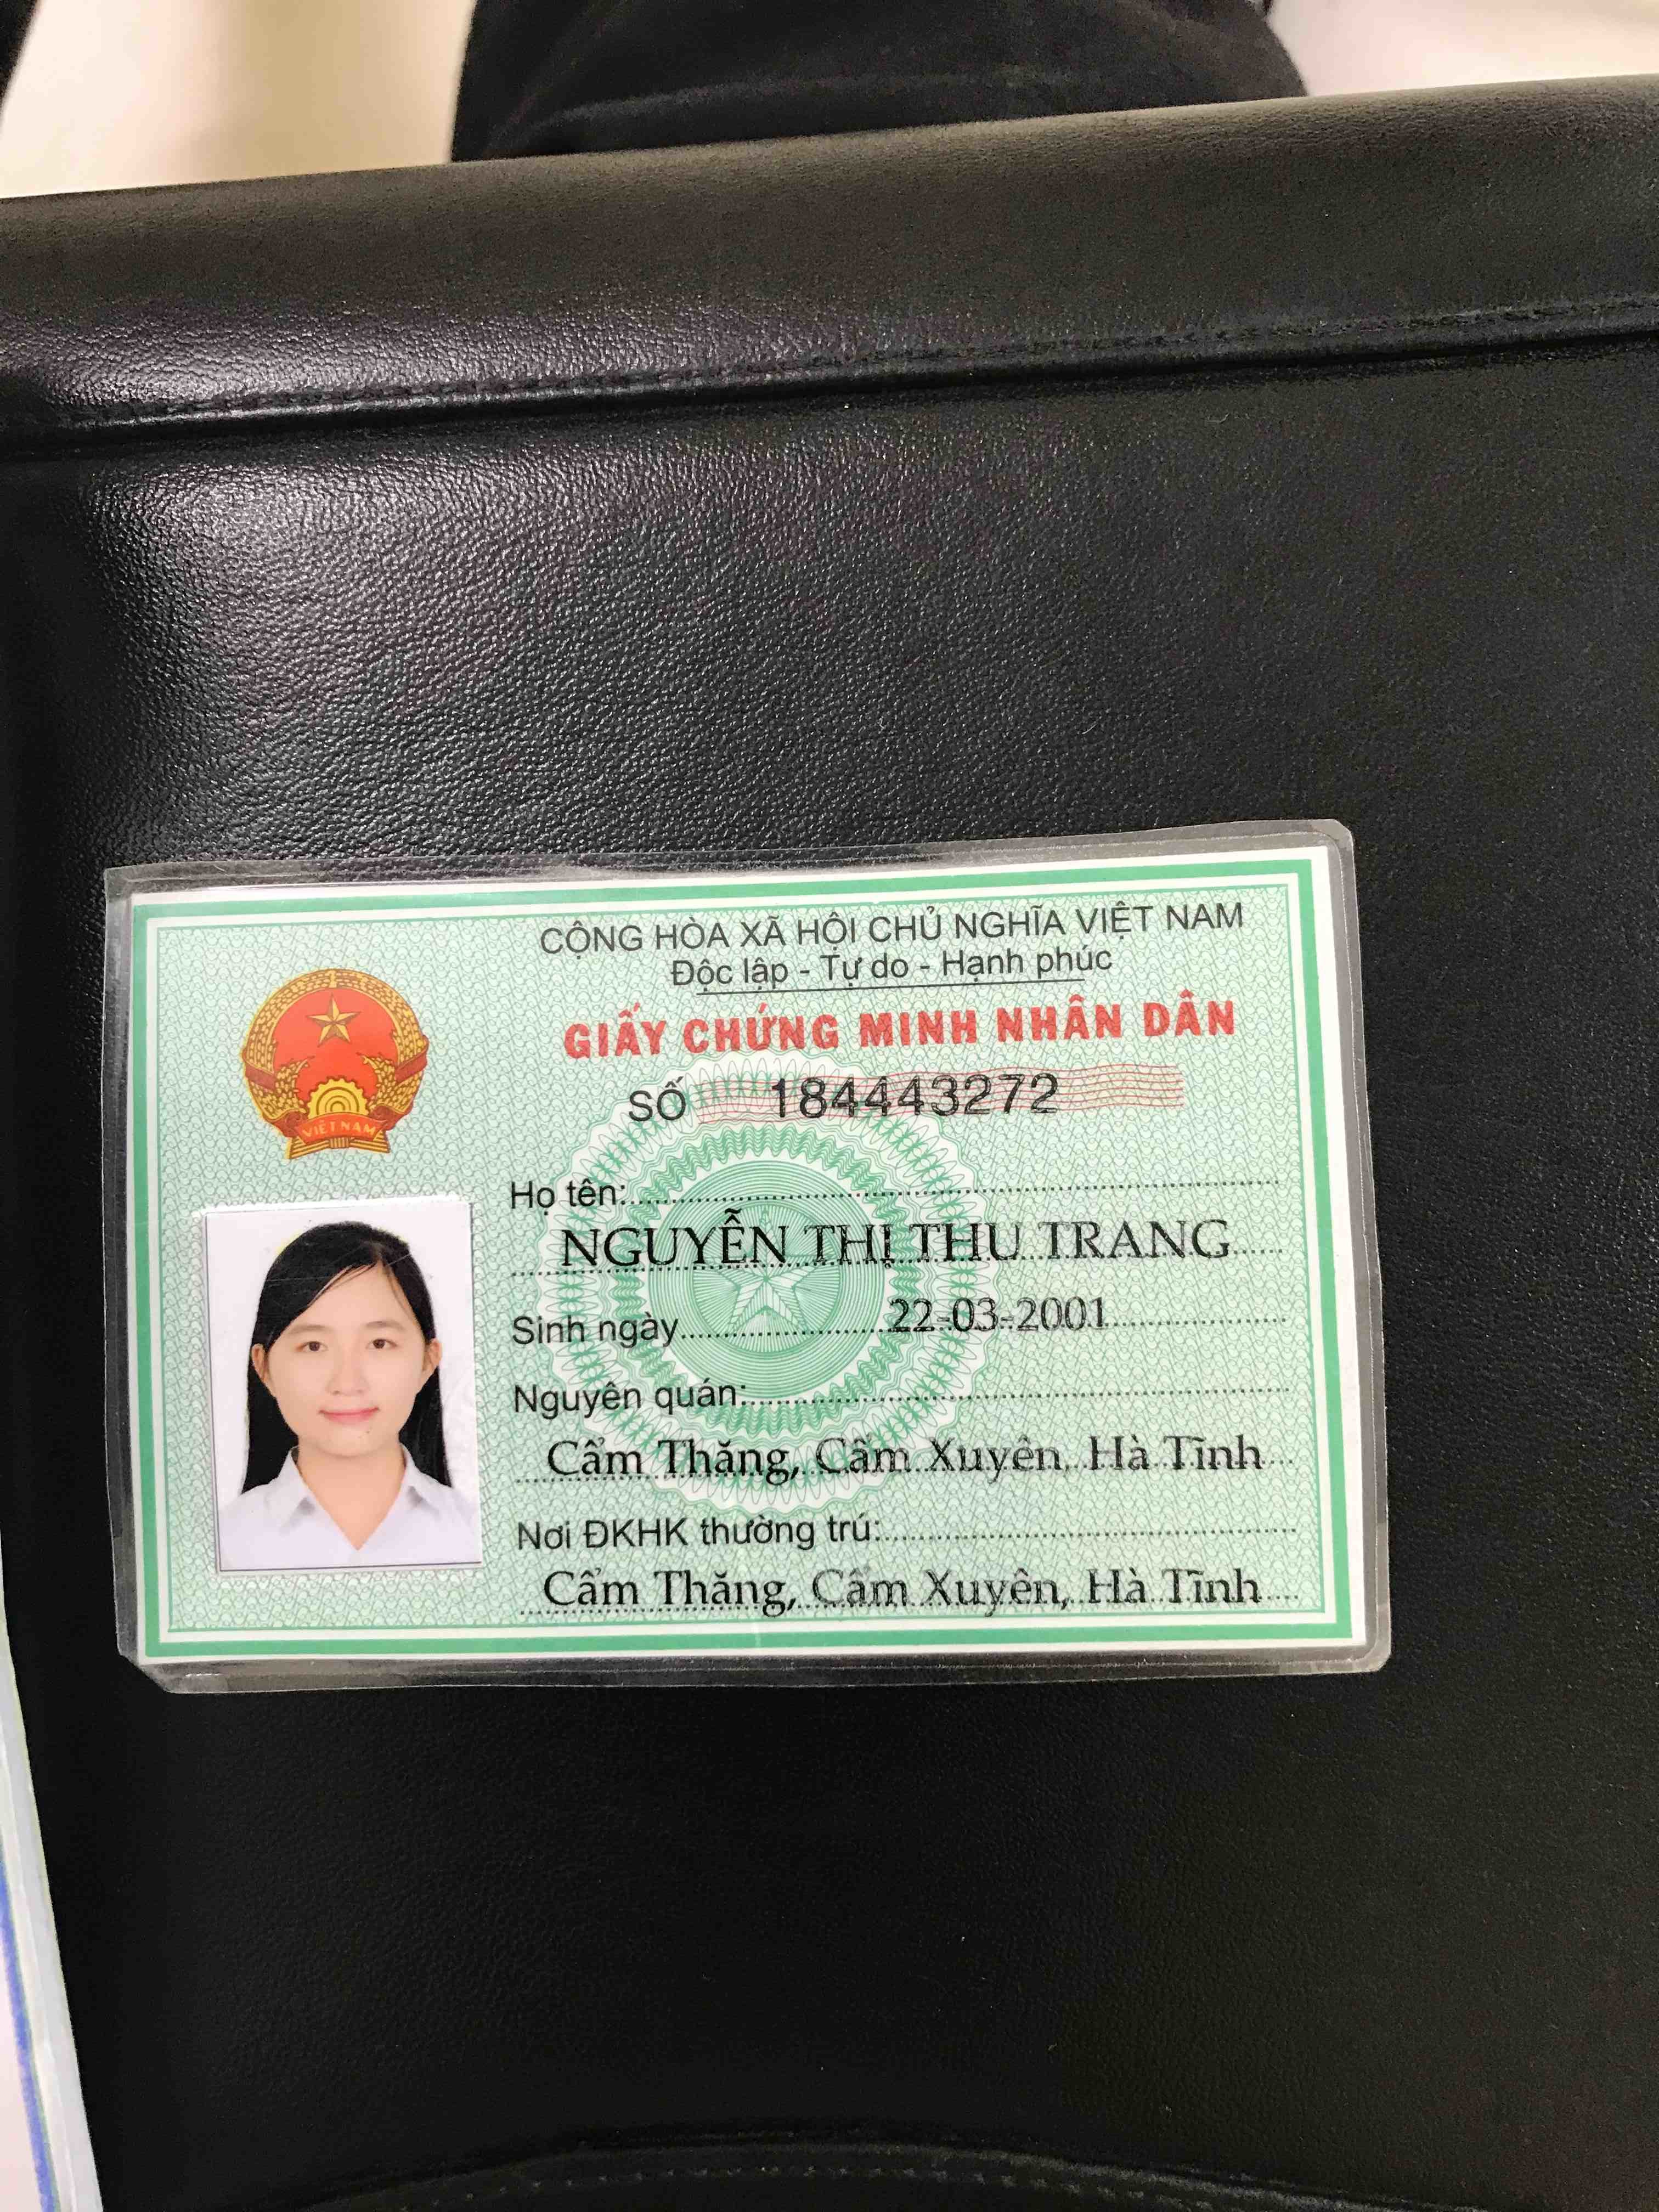 CỘNG HÒA XÃ HỘI CHỦ NGHĨA VIỆT NAM
Độc lập - Tự do - Hạnh phúc
GIẤY CHỨNG MINH NHÂN DÂN
SỐ 184443272
VIỆT NAM
Họ tên:
NGUYỄN THỊ THU TRANG
Sinh ngày 22-03-2001
Nguyên quán:
Cẩm Thăng, Cẩm Xuyên, Hà Tĩnh
Nơi ĐKHK thường trú:
Cẩm Thăng, Cẩm Xuyên, Hà Tĩnh